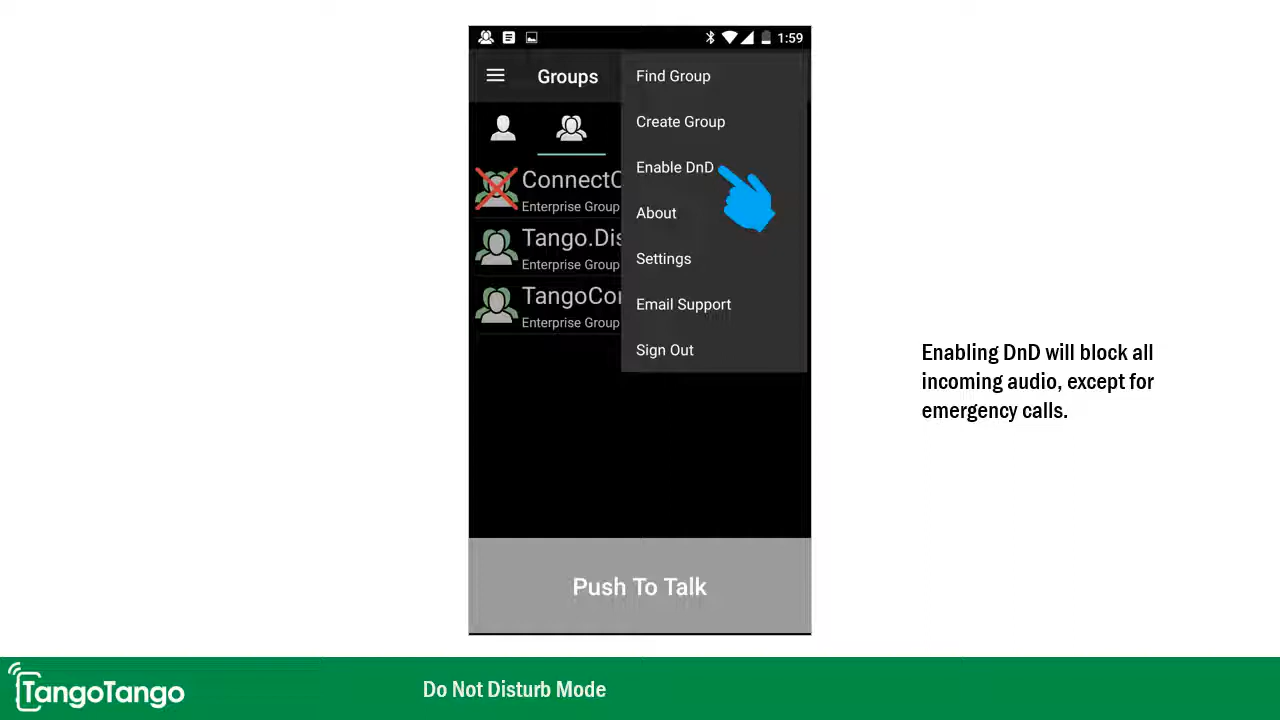 1:59
Groups
Find Group
Create Group
Enable DnD
About
Settings
Email Support
Sign Out
ConnectC
Enterprise Group
Tango.Dis
Enterprise Group
TangoCo
Enterprise Group
Push To Talk
Enabling DnD will block all
incoming audio, except for
emergency calls.
TangoTango
Do Not Disturb Mode